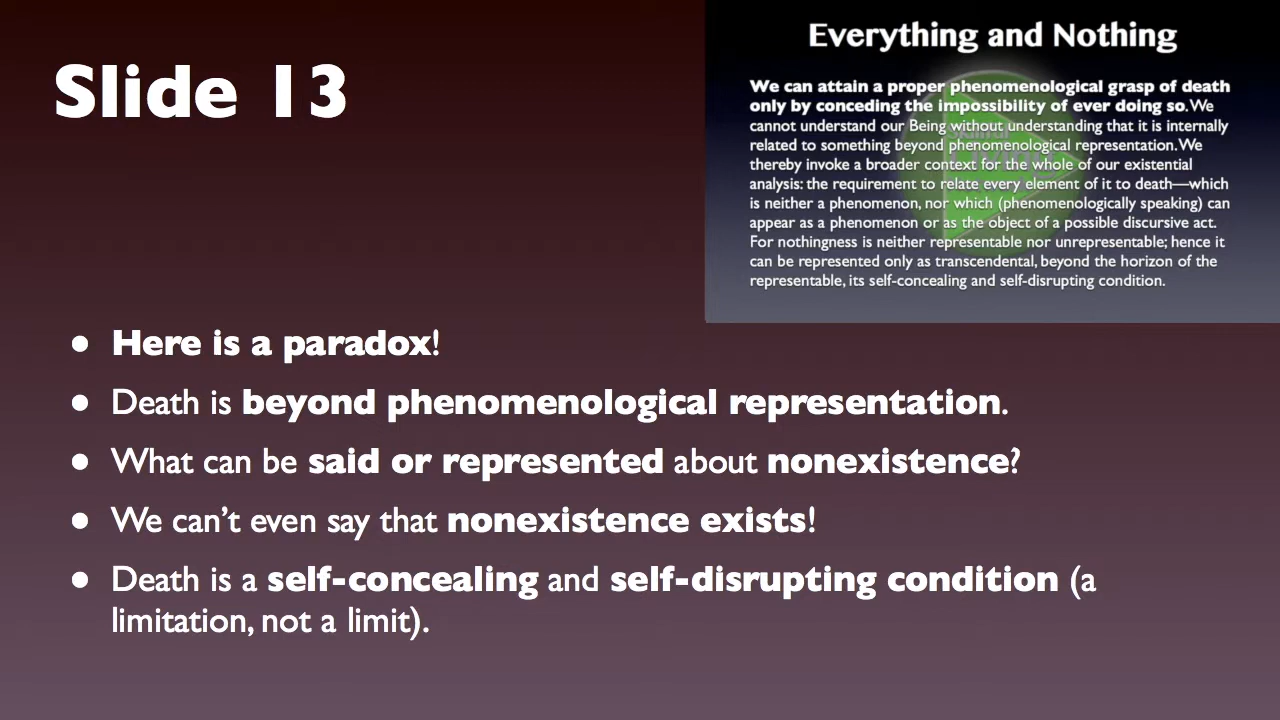 Slide 13
Everything and Nothing
We can attain a proper phenomenological grasp of death
only by conceding the impossibility of ever doing so. We
cannot understand our Being without understanding that it is internally
related to something beyond phenomenological representation. We
thereby invoke a broader context for the whole of our existential
analysis: the requirement to relate every element of it to death—which
is neither a phenomenon, nor which (phenomenologically speaking) can
appear as a phenomenon or as the object of a possible discursive act.
For nothingness is neither representable nor unrepresentable; hence it
can be represented only as transcendental, beyond the horizon of the
representable, its self-concealing and self-disrupting condition.
• Here is a paradox!
• Death is beyond phenomenological representation.
• What can be said or represented about nonexistence?
• We can't even say that nonexistence exists!
• Death is a self-concealing and self-disrupting condition (a
limitation, not a limit).